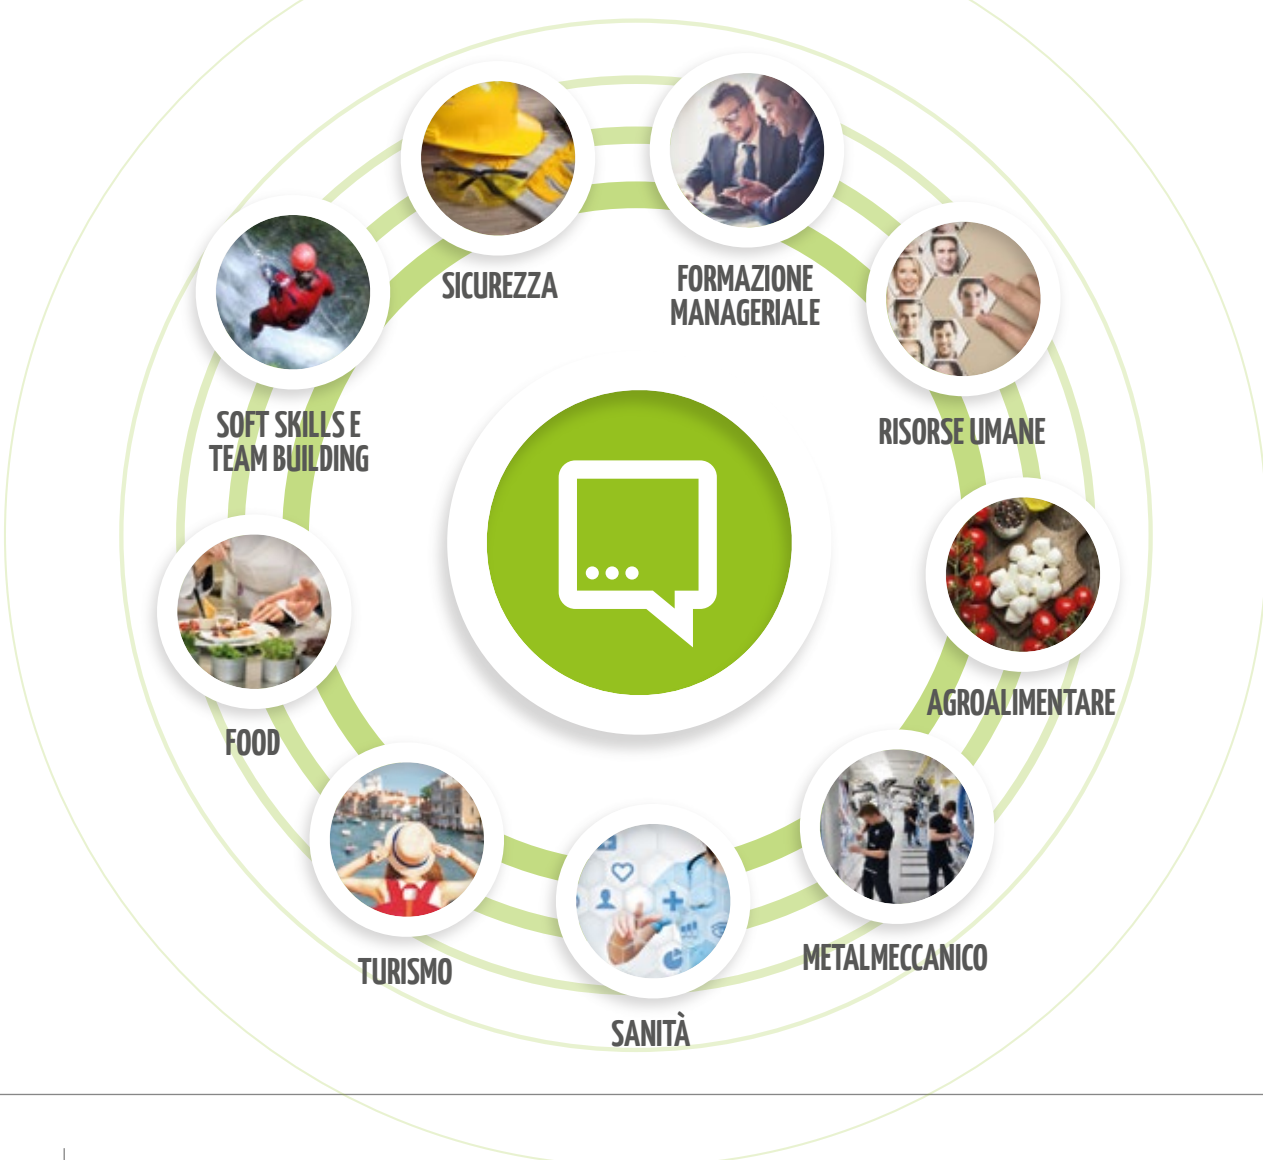 SICUREZZA
FORMAZIONE
MANAGERIALE
SOFT SKILLS E
TEAM BUILDING
RISORSE UMANE
AGROALIMENTARE
FOOD
METALMECCANICO
TURISMO
SANITÀ